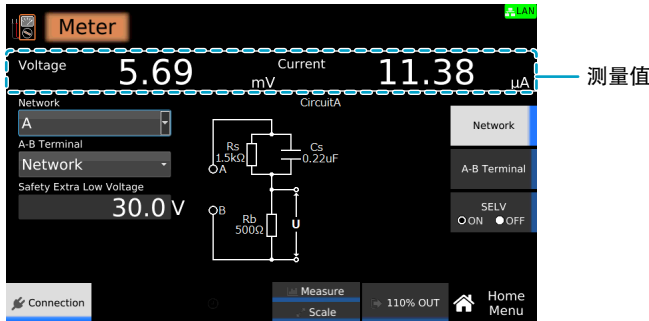 LAN
Meter
Voltage 5.69 mV Current 11.38 μA
测量值
Network
A
A-B Terminal
Network
Safety Extra Low Voltage
30.0 V
CircuitA
Rs
1.5kΩ
Cs
0.22uF
A
B
Rb
500Ω
U
Network
A-B Terminal
SELV
ON OFF
Connection
Measure
Scale
110% OUT
Home
Menu